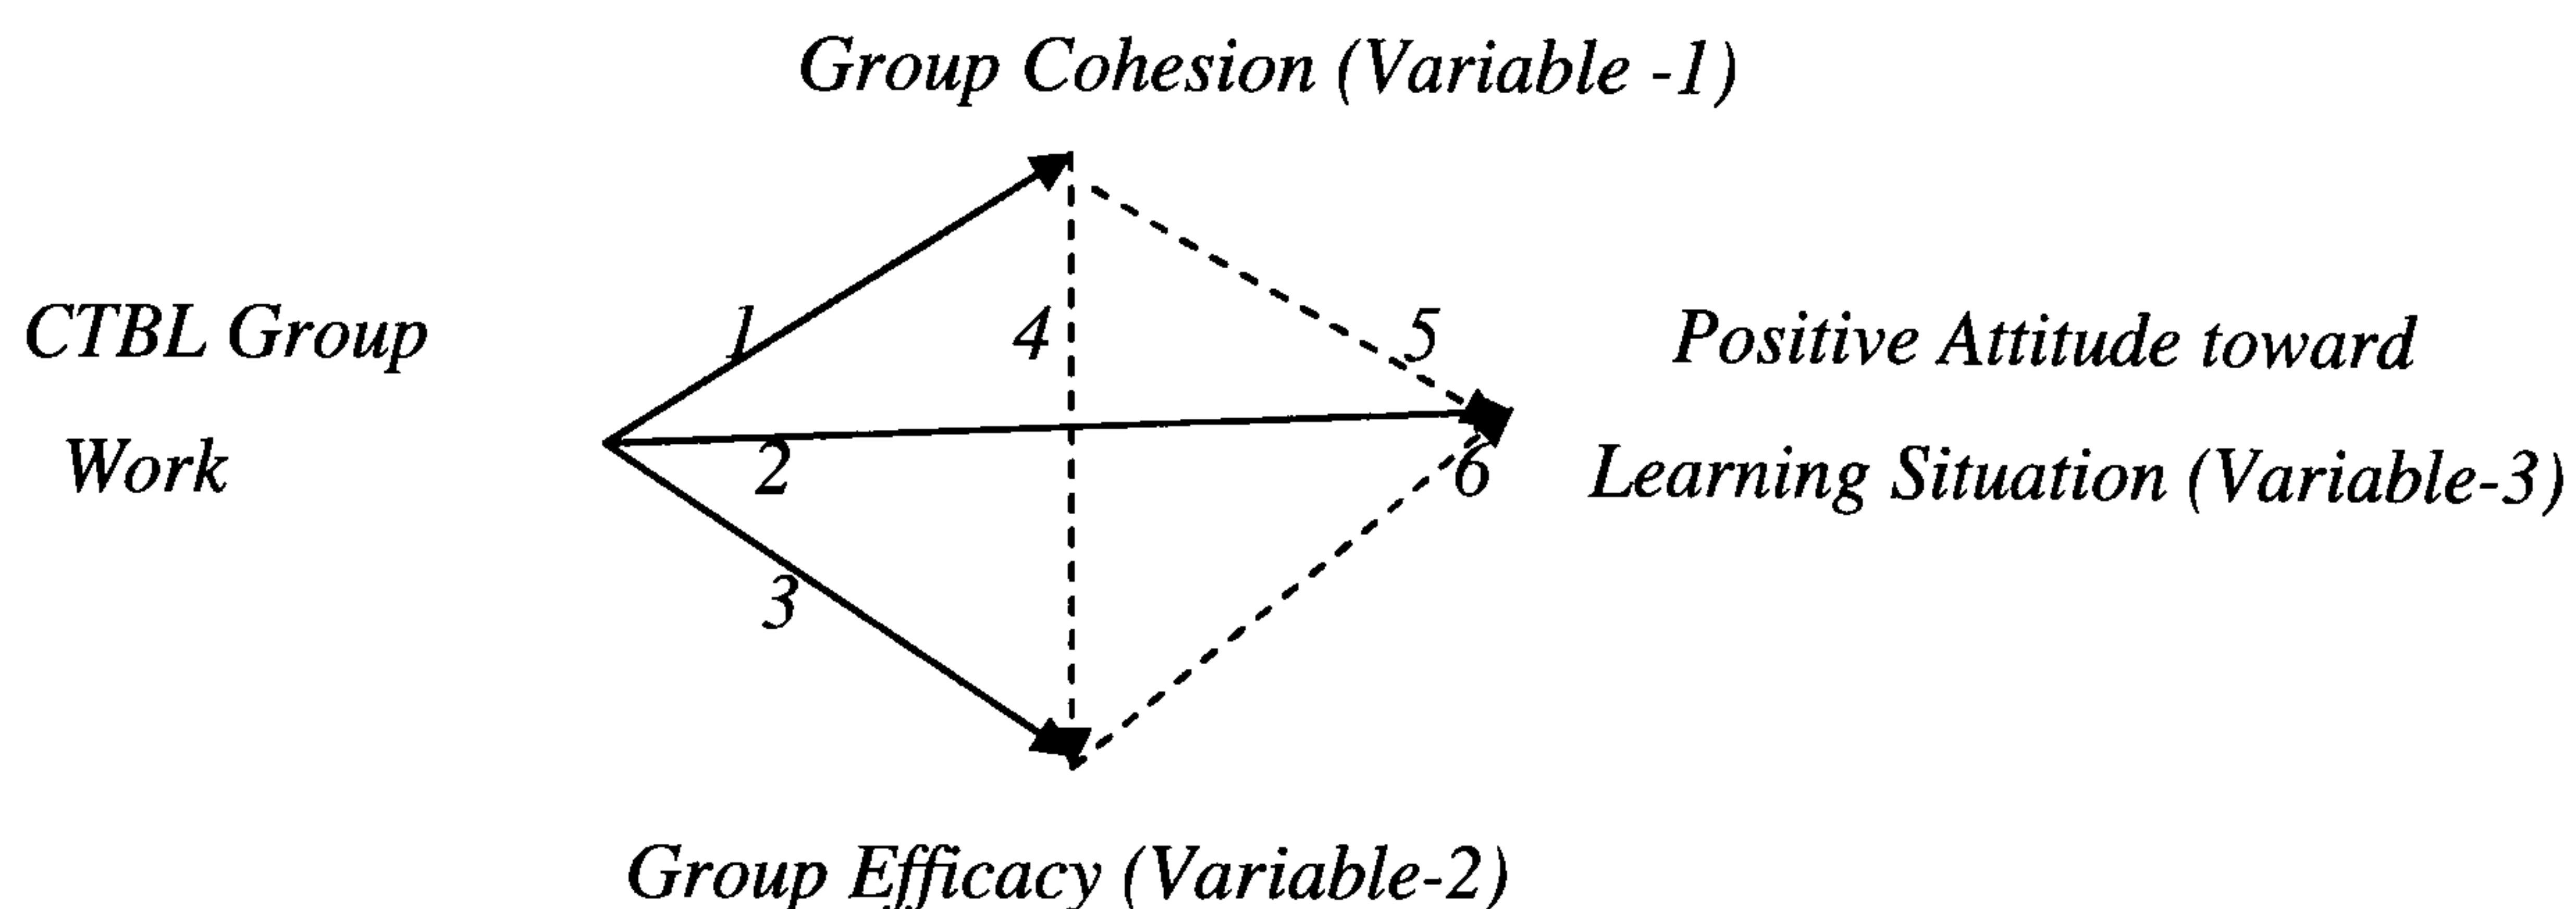 Group Cohesion (Variable -1)
CTBL Group
Work
1
4
5
2
6
3
Positive Attitude toward
Learning Situation (Variable-3)
Group Efficacy (Variable-2)